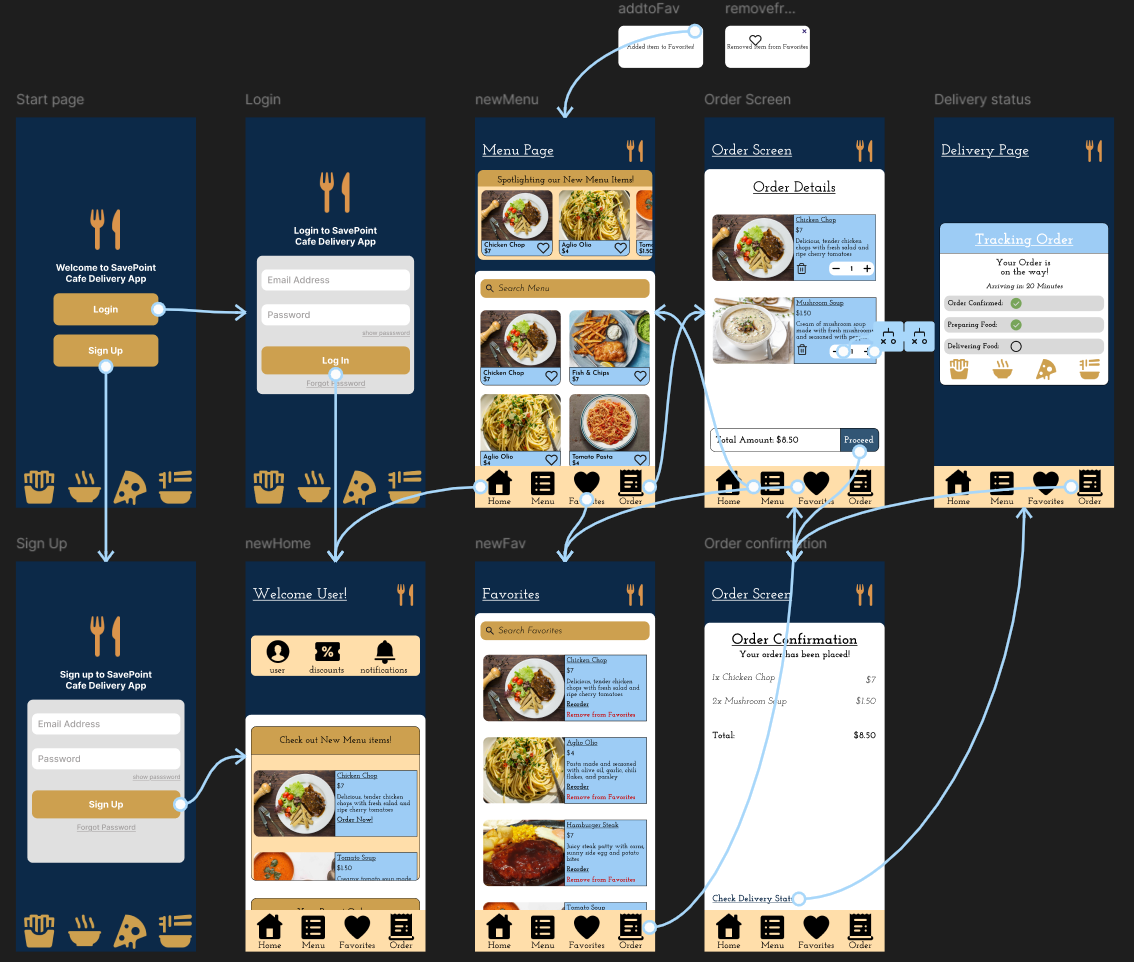 addtoFav
removefr...
Added item to Favorites!
Removed item from Favorites
Start page
Login
newMenu
Order Screen
Delivery status
Welcome to SavePoint
Cafe Delivery App
Login
Sign Up
Login to SavePoint
Cafe Delivery App
Email Address
Password
show password
Log In
Forgot Password
Menu Page
Spotlighting our New Menu Items!
Chicken Chop
$7
Aglio Olio
$4
$1.50
Search Menu
Chicken Chop
$7
Fish & Chips
$7
Aglio Olio
$4
Tomato Pasta
$4
Home
Menu
Favorites
Order
Order Screen
Order Details
Chicken Chop
$7
Delicious, tender chicken
chops with fresh salad and
ripe cherry tomatoes
1
Mushroom Soup
$1.50
Cream of mushroom soup
made with fresh mushrooms
and seasoned with
1
Total Amount: $8.50
Proceed
Home
Menu
Favorites
Order
Delivery Page
Tracking Order
Your Order is
on the way!
Arriving in: 20 Minutes
Order Confirmed:
Preparing Food:
Delivering Food:
Home
Menu
Favorites
Order
Sign Up
newHome
newFav
Order confirmation
Sign up to SavePoint
Cafe Delivery App
Email Address
Password
show password
Sign Up
Forgot Password
Welcome User!
user
discounts
notifications
Check out New Menu items!
Chicken Chop
$7
Delicious, tender chicken
chops with fresh salad and
ripe cherry tomatoes
Order Now!
Tomato Soup
$1.50
Creamy tomato soup made
Home
Menu
Favorites
Order
Favorites
Search Favorites
Chicken Chop
$7
Delicious, tender chicken
chops with fresh salad and
ripe cherry tomatoes
Reorder
Remove from Favorites
Aglio Olio
$4
Pasta made and seasoned
with olive oil, garlic, chili
flakes, and parsley
Reorder
Remove from Favorites
Hamburger Steak
$7
Juicy steak patty with corn,
sunny side egg and potato
bites
Reorder
Remove from Favorites
Tomato Soup
Home
Menu
Favorites
Order
Order Screen
Order Confirmation
Your order has been placed!
1x Chicken Chop
$7
2x Mushroom Soup
$1.50
Total:
$8.50
Check Delivery
Home
Menu
Favorites
Order